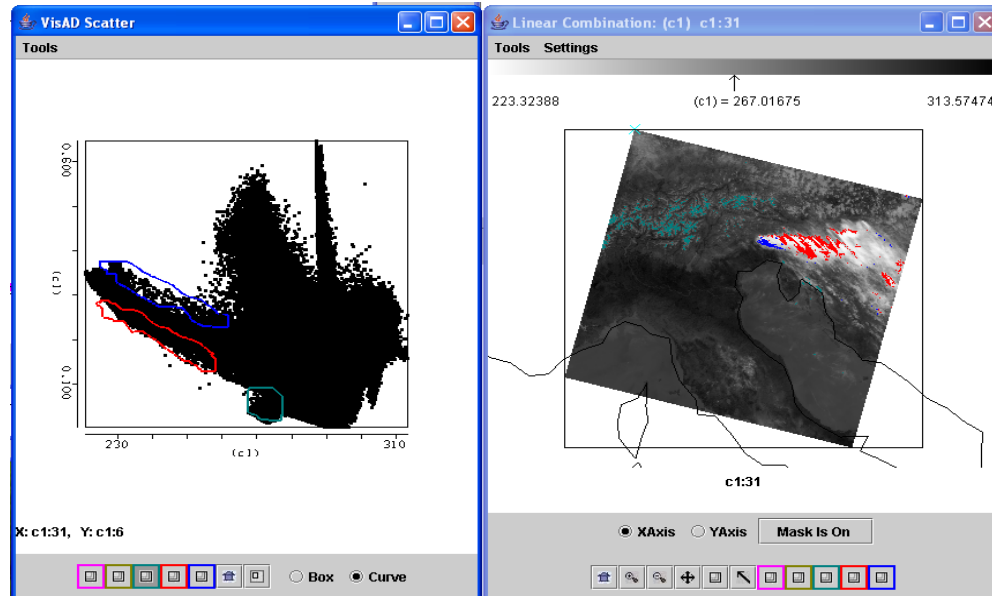 VisAD Scatter
Tools
0.600
(c1)
0.100
230
310
(c1)
X: c1:31, Y: c1:6
Box
Curve
Linear Combination: (c1) c1:31
Tools Settings
223.32388
(c1) = 267.01675
313.57474
c1:31
XAxis
YAxis
Mask Is On